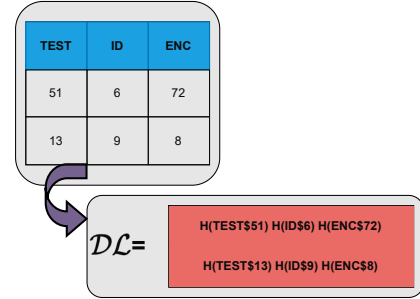 TEST ID ENC
51 6 72
13 9 8
𝒟ℒ=
H(TEST$51) H(ID$6) H(ENC$72)
H(TEST$13) H(ID$9) H(ENC$8)